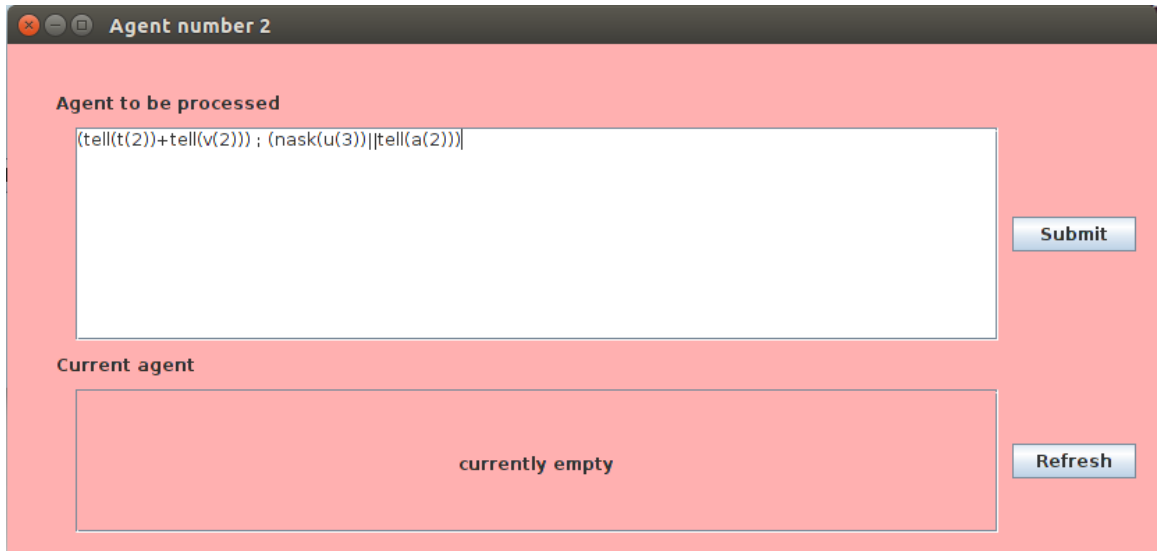 Agent number 2
Agent to be processed
(tell(t(2))+tell(v(2))) ; (nask(u(3))||tell(a(2)))
Submit
Current agent
currently empty
Refresh